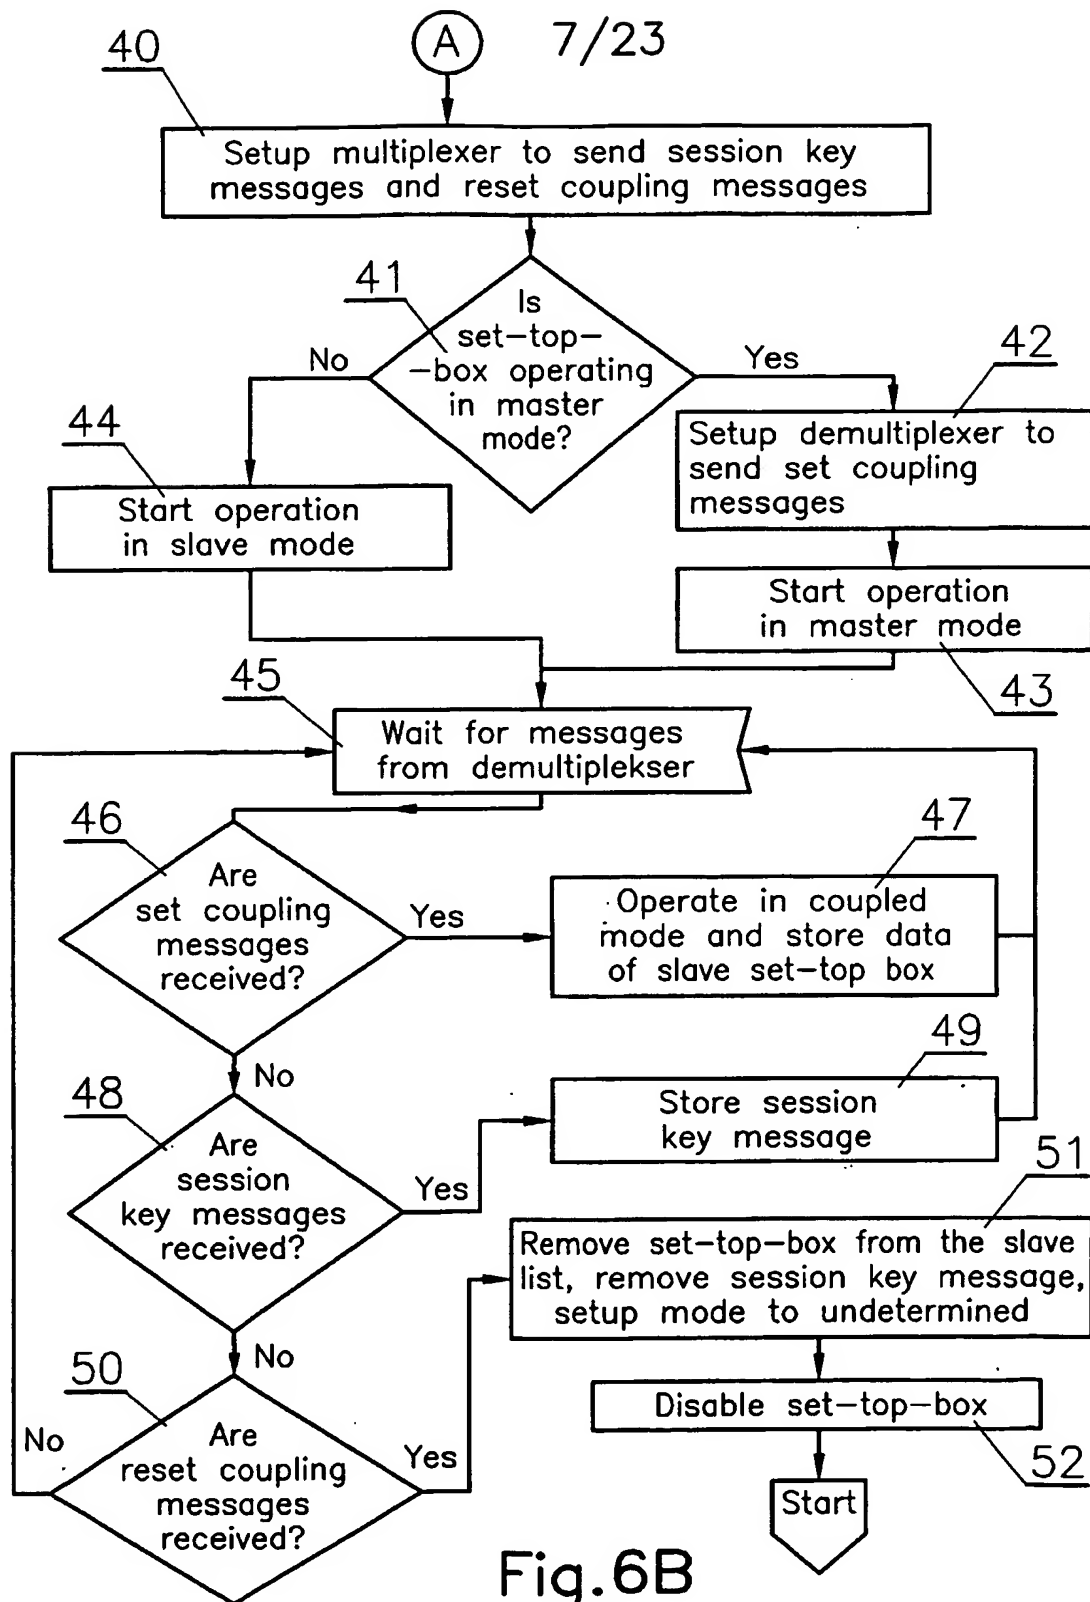 A
7/23
40
Setup multiplexer to send session key
messages and reset coupling messages
41
Is
set-top-
-box operating
in master
mode?
No
Yes
42
Setup demultiplexer to
send set coupling
messages
44
Start operation
in slave mode
Start operation
in master mode
43
45
Wait for messages
from demultiplekser
46
Are
set coupling
messages
received?
Yes
47
Operate in coupled
mode and store data
of slave set-top box
No
48
Are
session
key messages
received?
Yes
49
Store session
key message
51
Remove set-top-box from the slave
list, remove session key message,
setup mode to undetermined
No
50
Are
reset coupling
messages
received?
No
Yes
Disable set-top-box
52
Start
Fig.6B